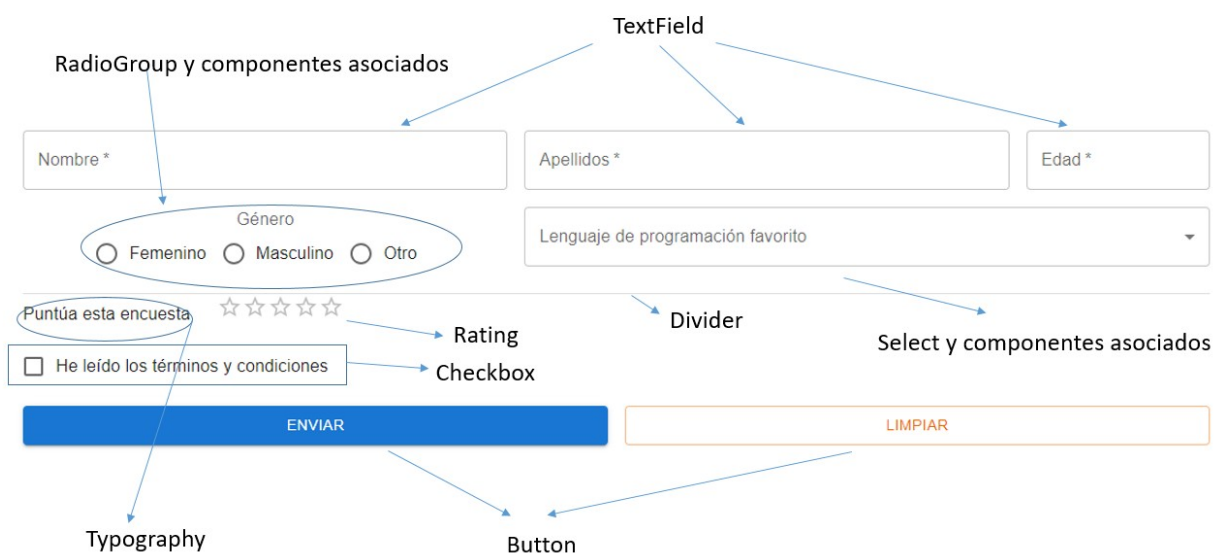 TextField
RadioGroup y componentes asociados
Nombre *
Apellidos *
Edad *
Género
Femenino
Masculino
Otro
Lenguaje de programación favorito
Puntúa esta encuesta
Rating
Divider
Select y componentes asociados
He leído los términos y condiciones
Checkbox
ENVIAR
LIMPIAR
Typography
Button